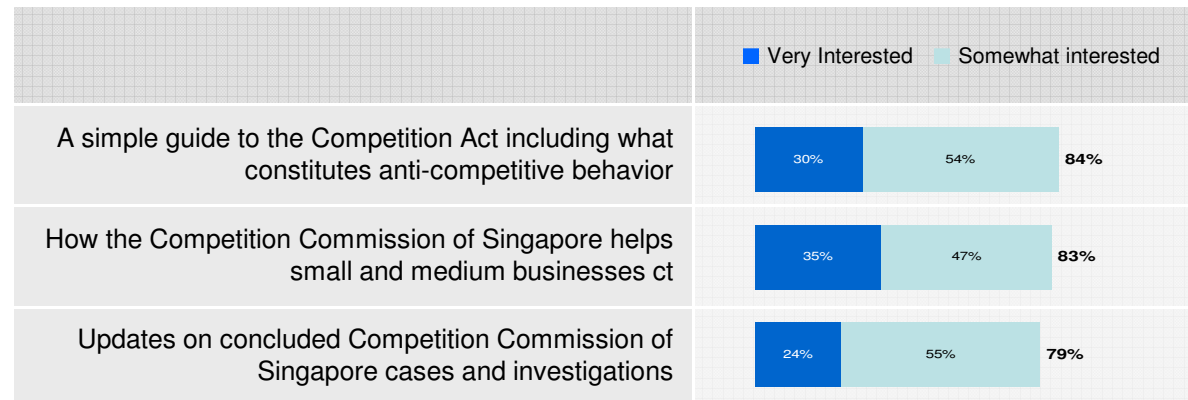 Very Interested Somewhat interested
A simple guide to the Competition Act including what
constitutes anti-competitive behavior
30% 54% 84%
How the Competition Commission of Singapore helps
small and medium businesses ct
35% 47% 83%
Updates on concluded Competition Commission of
Singapore cases and investigations
24% 55% 79%